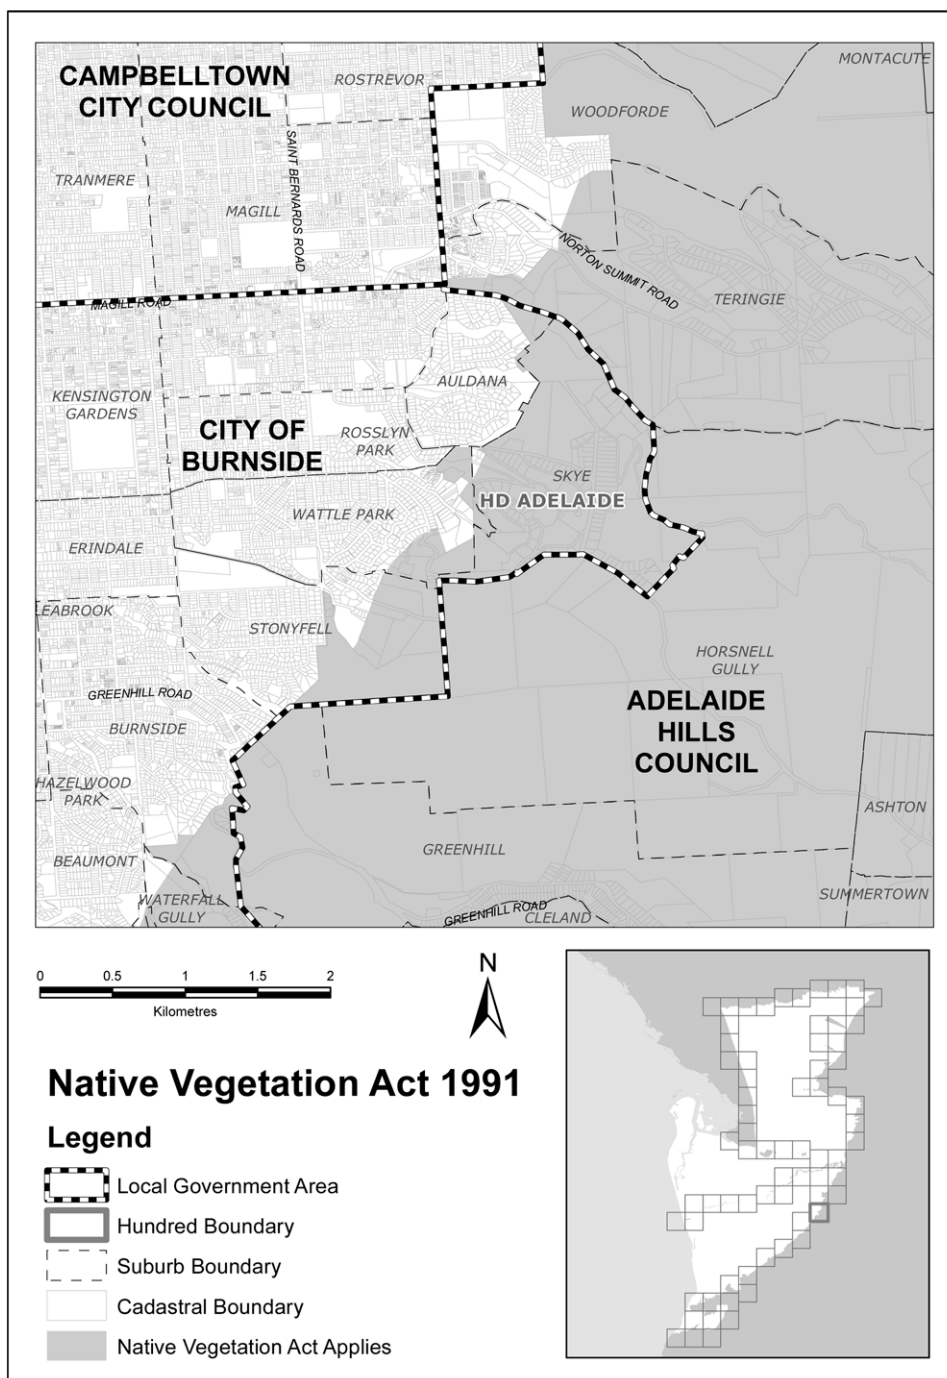 CAMPBELLTOWN
CITY COUNCIL
ROSTREVOR
MONTACUTE
WOODFORDE
TRANMERE
SAINT BERNARDS ROAD
MAGILL
NORTON SUMMIT ROAD
TERINGIE
MAGILL ROAD
KENSINGTON
GARDENS
AULDANA
CITY OF
BURNSIDE
ROSSLYN
PARK
SKYE
HD ADELAIDE
WATTLE PARK
ERINDALE
EABROOK
STONYFELL
HORSNELL
GULLY
GREENHILL ROAD
BURNSIDE
ADELAIDE
HILLS
COUNCIL
HAZELWOOD
PARK
ASHTON
BEAUMONT
GREENHILL
WATERFALL
GULLY
SUMMERTOWN
GREENHILL ROAD
CLELAND
0 0.5 1 1.5 2
Kilometres
N
Native Vegetation Act 1991
Legend
Local Government Area
Hundred Boundary
Suburb Boundary
Cadastral Boundary
Native Vegetation Act Applies